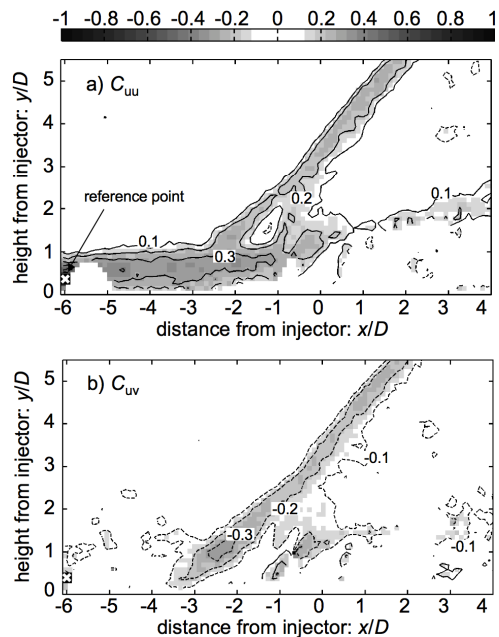 -1 -0.8 -0.6 -0.4 -0.2 0 0.2 0.4 0.6 0.8 1
a) Cuu
5
4
3
2
1
0
height from injector: y/D
reference point
0.1
0.2
0.1
0.3
-6 -5 -4 -3 -2 -1 0 1 2 3 4
distance from injector: x/D
b) Cuv
5
4
3
2
1
0
height from injector: y/D
-0.1
-0.2
-0.3
-0.1
-6 -5 -4 -3 -2 -1 0 1 2 3 4
distance from injector: x/D